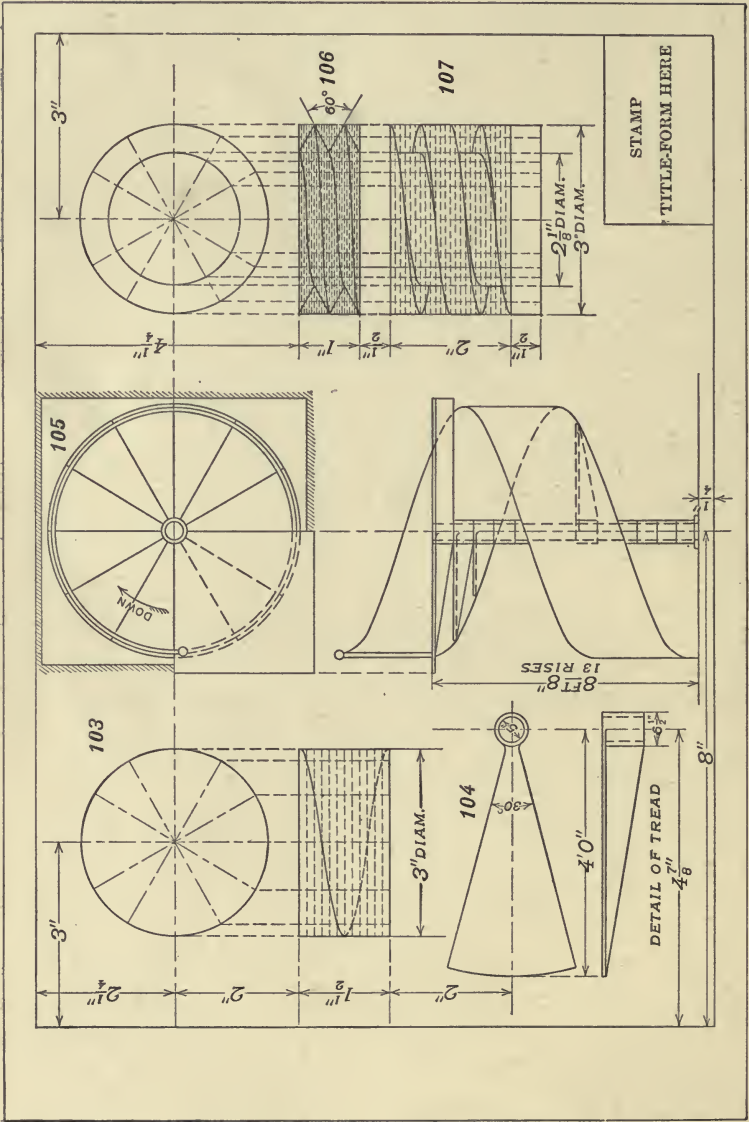 3"
106
60°
107
STAMP
TITLE-FORM HERE
2 1/8" DIAM.
3" DIAM.
4 1/4"
1"
1/2"
2"
1/2"
105
DOWN
8FT 8"
13 RISES
1/4"
103
3"
3" DIAM.
2 1/4"
2"
1 1/2"
2"
104
30°
4'0"
6 1/2"
DETAIL OF TREAD
4 7/8"
8"